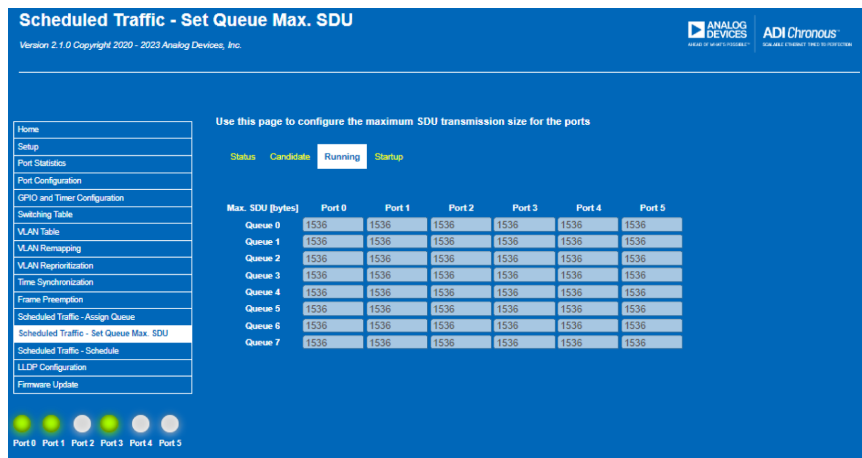 Scheduled Traffic - Set Queue Max. SDU
Version 2.1.0 Copyright 2020 - 2023 Analog Devices, Inc.
ANALOG
DEVICES
AHEAD OF WHAT'S POSSIBLE™
ADI Chronous™
SCALABLE ETHERNET TIMED TO PERFECTION
Home
Setup
Port Statistics
Port Configuration
GPIO and Timer Configuration
Switching Table
VLAN Table
VLAN Remapping
VLAN Reprioritization
Time Synchronization
Frame Preemption
Scheduled Traffic - Assign Queue
Scheduled Traffic - Set Queue Max. SDU
Scheduled Traffic - Schedule
LLDP Configuration
Firmware Update
Port 0 Port 1 Port 2 Port 3 Port 4 Port 5
Use this page to configure the maximum SDU transmission size for the ports
Status Candidate Running Startup
Max. SDU [bytes] Port 0 Port 1 Port 2 Port 3 Port 4 Port 5
Queue 0 1536 1536 1536 1536 1536 1536
Queue 1 1536 1536 1536 1536 1536 1536
Queue 2 1536 1536 1536 1536 1536 1536
Queue 3 1536 1536 1536 1536 1536 1536
Queue 4 1536 1536 1536 1536 1536 1536
Queue 5 1536 1536 1536 1536 1536 1536
Queue 6 1536 1536 1536 1536 1536 1536
Queue 7 1536 1536 1536 1536 1536 1536